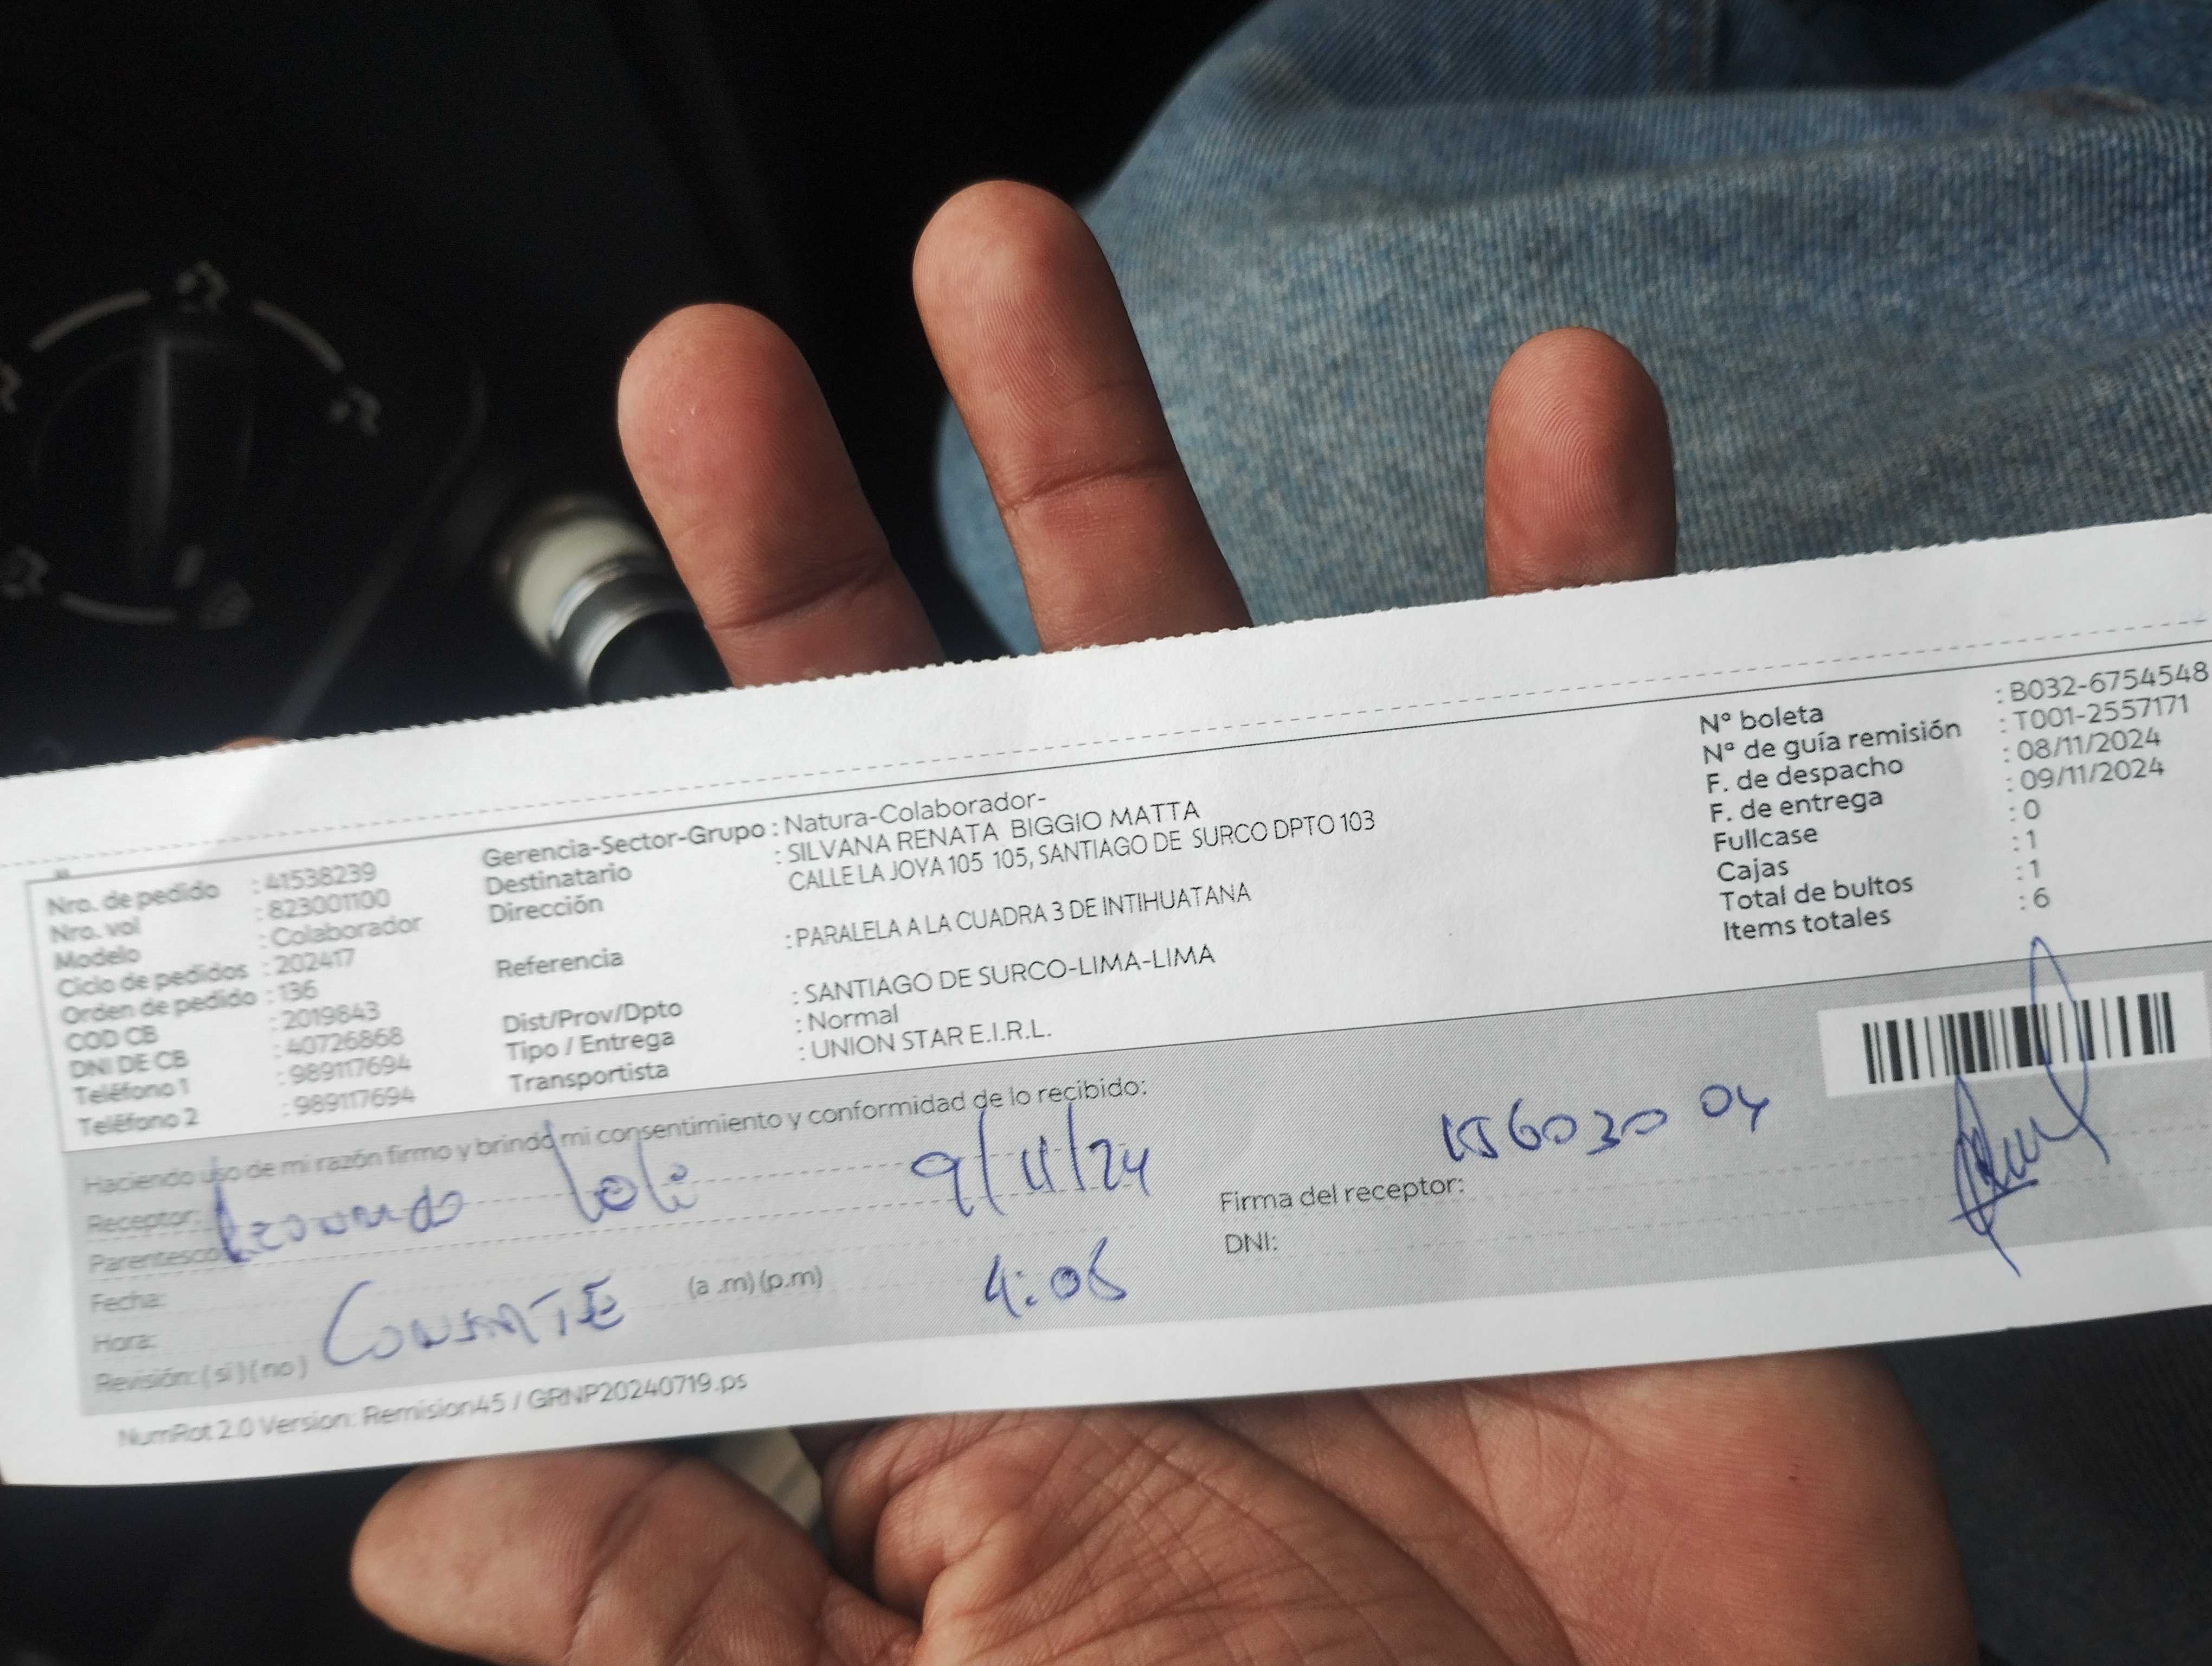 Nro. de pedido : 41538239
Nro. vol : 823001100
Modelo : Colaborador
Ciclo de pedidos : 202417
Orden de pedido : 136
COD CB : 2019843
DNI DE CB : 40726868
Teléfono 1 : 989117694
Teléfono 2 : 989117694
Gerencia-Sector-Grupo : Natura-Colaborador-
Destinatario : SILVANA RENATA BIGGIO MATTA
Dirección CALLE LA JOYA 105 105, SANTIAGO DE SURCO DPTO 103
Referencia : PARALELA A LA CUADRA 3 DE INTIHUATANA
Dist/Prov/Dpto : SANTIAGO DE SURCO-LIMA-LIMA
Tipo / Entrega : Normal
Transportista : UNION STAR E.I.R.L.
N° boleta : B032-6754548
N° de guía remisión : T001-2557171
F. de despacho : 08/11/2024
F. de entrega : 09/11/2024
Fullcase : 0
Cajas : 1
Total de bultos : 1
Items totales : 6
Haciendo uso de mi razón firmo y brindo mi consentimiento y conformidad de lo recibido:
Receptor:
Parentesco
9/11/24
Fecha:
Hora: (a .m) (p.m) 4:06
Revisión: ( si ) ( no )
Firma del receptor:
DNI:
NumRot 2.0 Version: Remision45 / GRNP20240719.ps